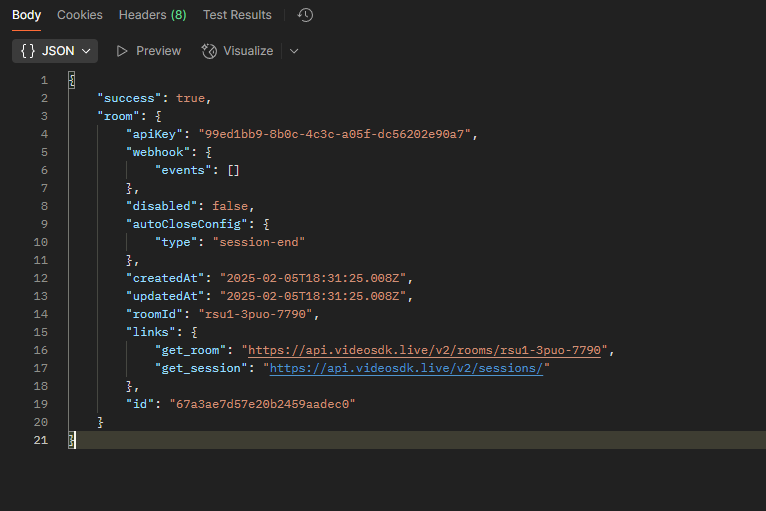 Body Cookies Headers (8) Test Results
{ } JSON Preview Visualize
1 {
2 "success": true,
3 "room": {
4 "apiKey": "99ed1bb9-8b0c-4c3c-a05f-dc56202e90a7",
5 "webhook": {
6 "events": []
7 },
8 "disabled": false,
9 "autoCloseConfig": {
10 "type": "session-end"
11 },
12 "createdAt": "2025-02-05T18:31:25.008Z",
13 "updatedAt": "2025-02-05T18:31:25.008Z",
14 "roomId": "rsu1-3puo-7790",
15 "links": {
16 "get_room": "https://api.videosdk.live/v2/rooms/rsu1-3puo-7790",
17 "get_session": "https://api.videosdk.live/v2/sessions/"
18 },
19 "id": "67a3ae7d57e20b2459aadec0"
20 }
21 }